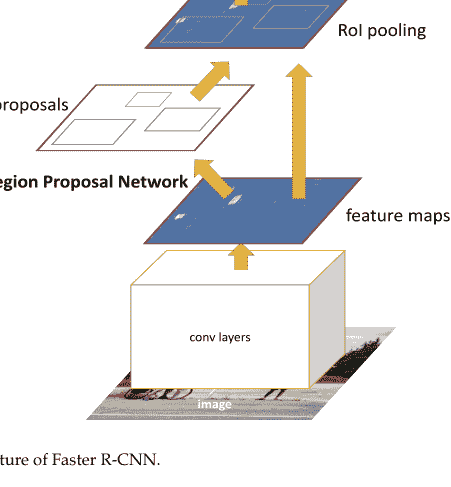 RoI pooling
proposals
egion Proposal Network
feature maps
conv layers
image
ture of Faster R-CNN.